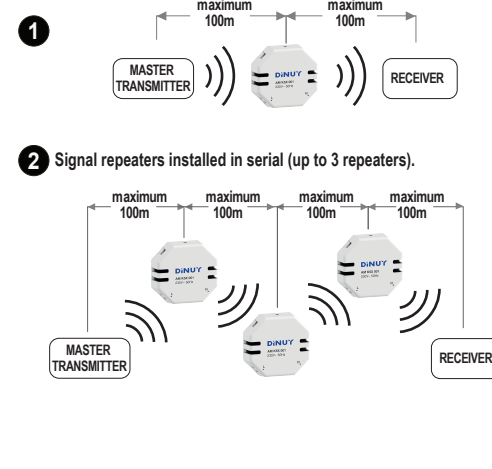 maximum maximum
100m 100m
1
MASTER
TRANSMITTER
DiNUY
RECEIVER
2 Signal repeaters installed in serial (up to 3 repeaters).
maximum maximum maximum maximum
100m 100m 100m 100m
DiNUY
DiNUY
DiNUY
MASTER
TRANSMITTER
RECEIVER